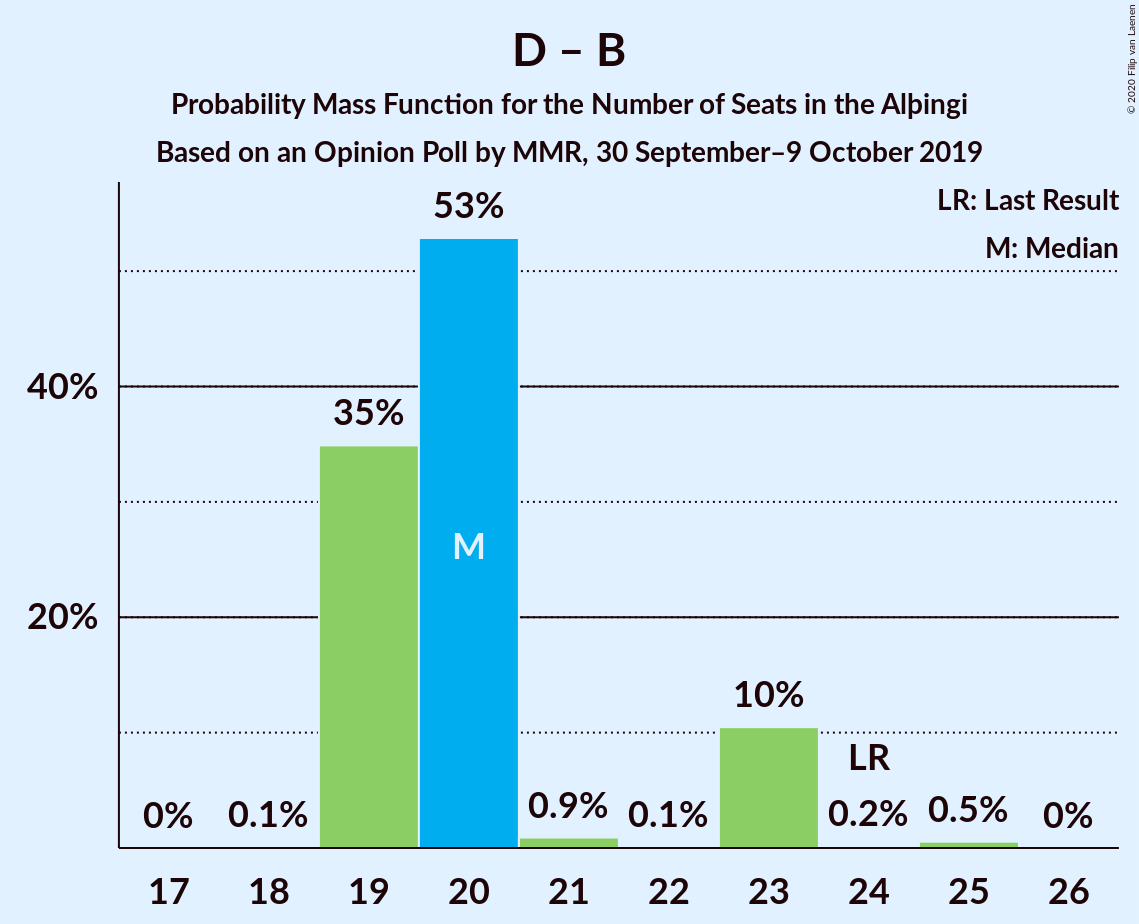 D – B
Probability Mass Function for the Number of Seats in the Alþingi
Based on an Opinion Poll by MMR, 30 September–9 October 2019
© 2020 Filip van Laenen
LR: Last Result
M: Median
53%
40%
35%
M
20%
10%
LR
0% 0.1% 0.9% 0.1% 0.2% 0.5% 0%
17 18 19 20 21 22 23 24 25 26